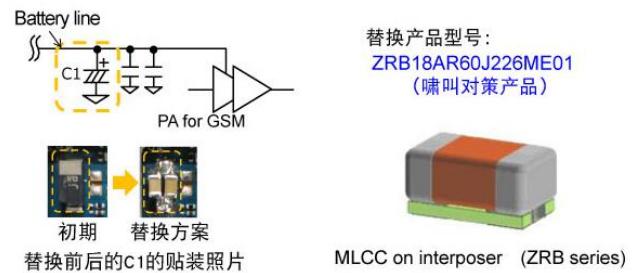 Battery line
C1
+
PA for GSM
初期
替换方案
替换前后的C1的贴装照片
替换产品型号：
ZRB18AR60J226ME01
（啸叫对策产品）
MLCC on interposer （ZRB series）